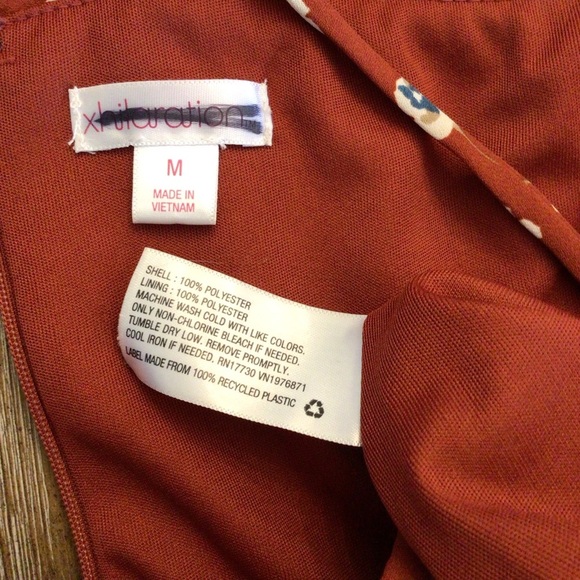 xhilaration
M
MADE IN
VIETNAM
SHELL : 100% POLYESTER
LINING : 100% POLYESTER
MACHINE WASH COLD WITH LIKE COLORS.
ONLY NON-CHLORINE BLEACH IF NEEDED.
TUMBLE DRY LOW. REMOVE PROMPTLY.
COOL IRON IF NEEDED. RN17730 VN1976871
LABEL MADE FROM 100% RECYCLED PLASTIC